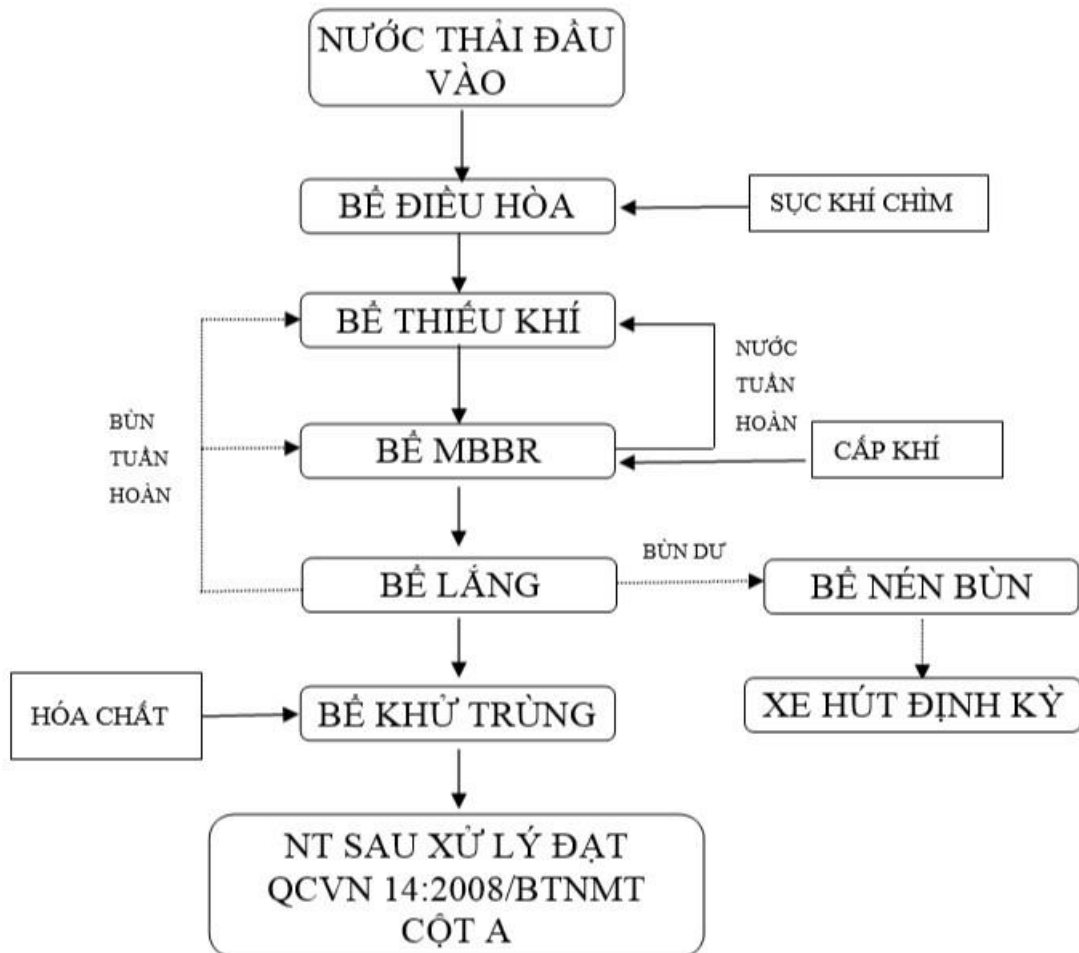 NƯỚC THẢI ĐẦU
VÀO
BỂ ĐIỀU HÒA
SỤC KHÍ CHÌM
BỂ THIẾU KHÍ
NƯỚC
TUẦN
HOÀN
BÙN
TUẦN
HOÀN
BỂ MBBR
CẤP KHÍ
BỂ LẮNG
BÙN DƯ
BỂ NÉN BÙN
HÓA CHẤT
BỂ KHỬ TRÙNG
XE HÚT ĐỊNH KỲ
NT SAU XỬ LÝ ĐẠT
QCVN 14:2008/BTNMT
CỘT A